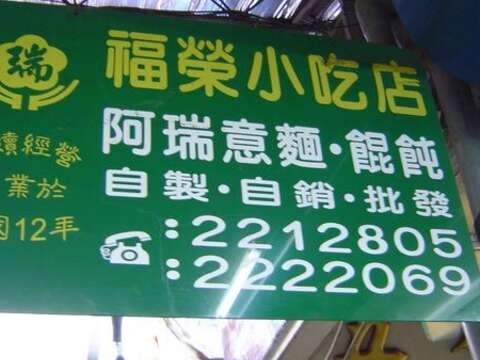 瑞
福榮小吃店
阿瑞意麵·餛飩
自製·自銷·批發
:2212805
:2222069
續經營
業於
國12年